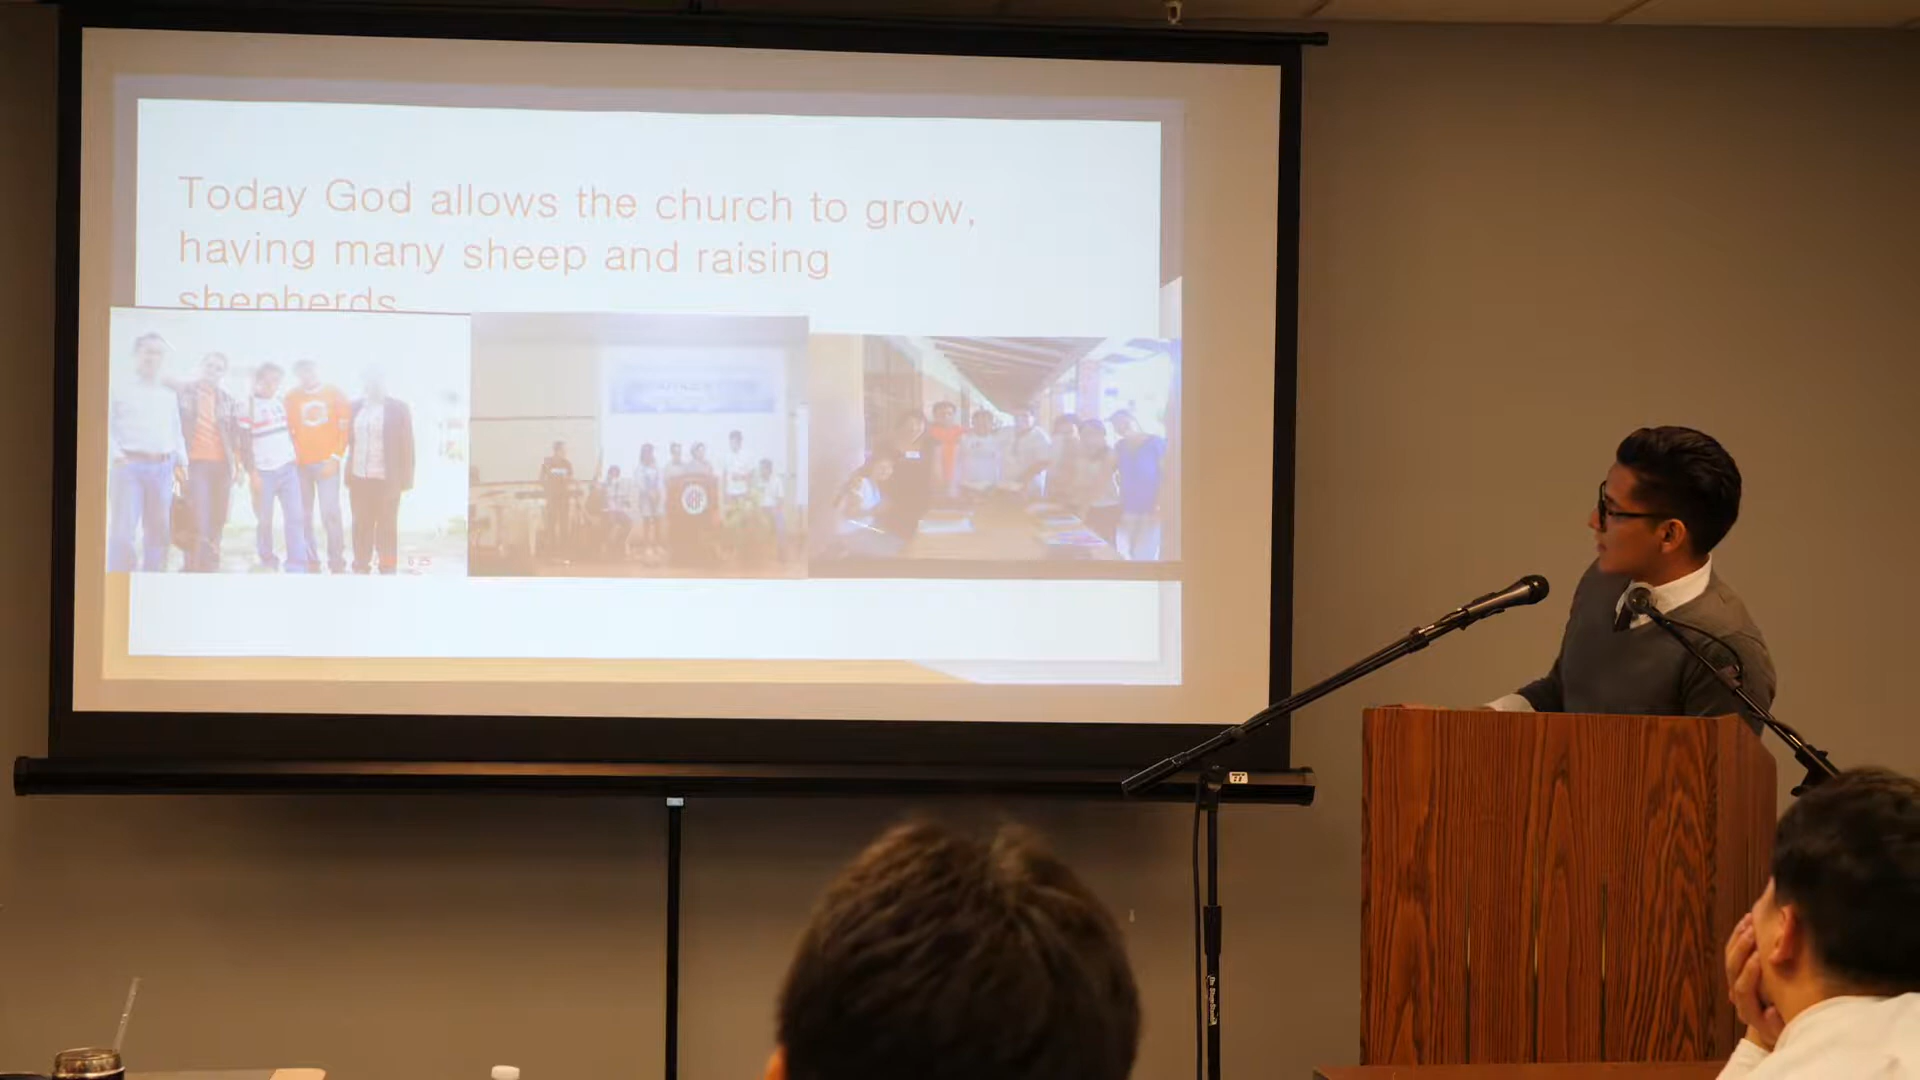 Today God allows the church to grow,
having many sheep and raising
shepherds